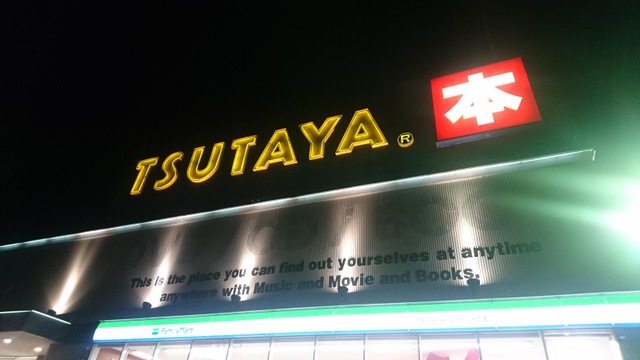 TSUTAYA®
本
This is the place you can find out yourselves at anytime
anywhere with Music and Movie and Books.
FamilyMart